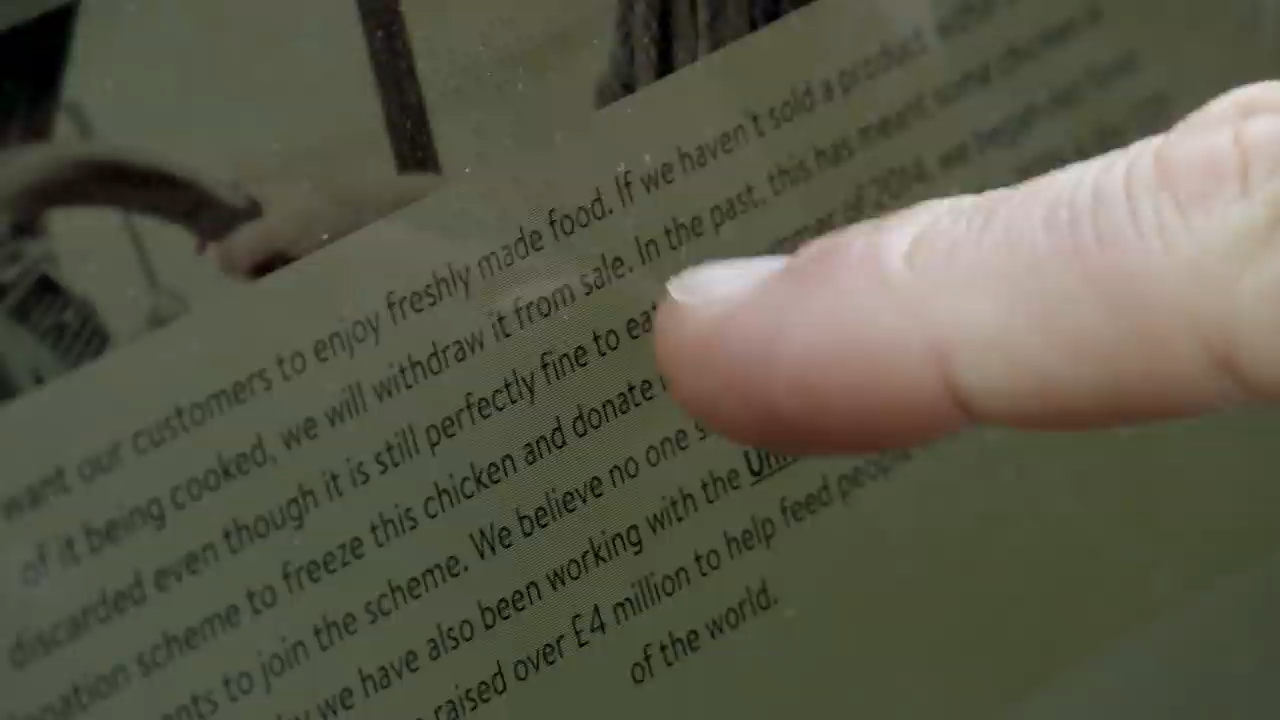 want our customers to enjoy freshly made food. If we haven't sold a product
of it being cooked, we will withdraw it from sale. In the past, this has meant some chicken
discarded even though it is still perfectly fine to eat of 2014, we
scheme to freeze this chicken and donate
to join the scheme. We believe no one
we have also been working with the
raised over £4 million to help feed people
of the world.